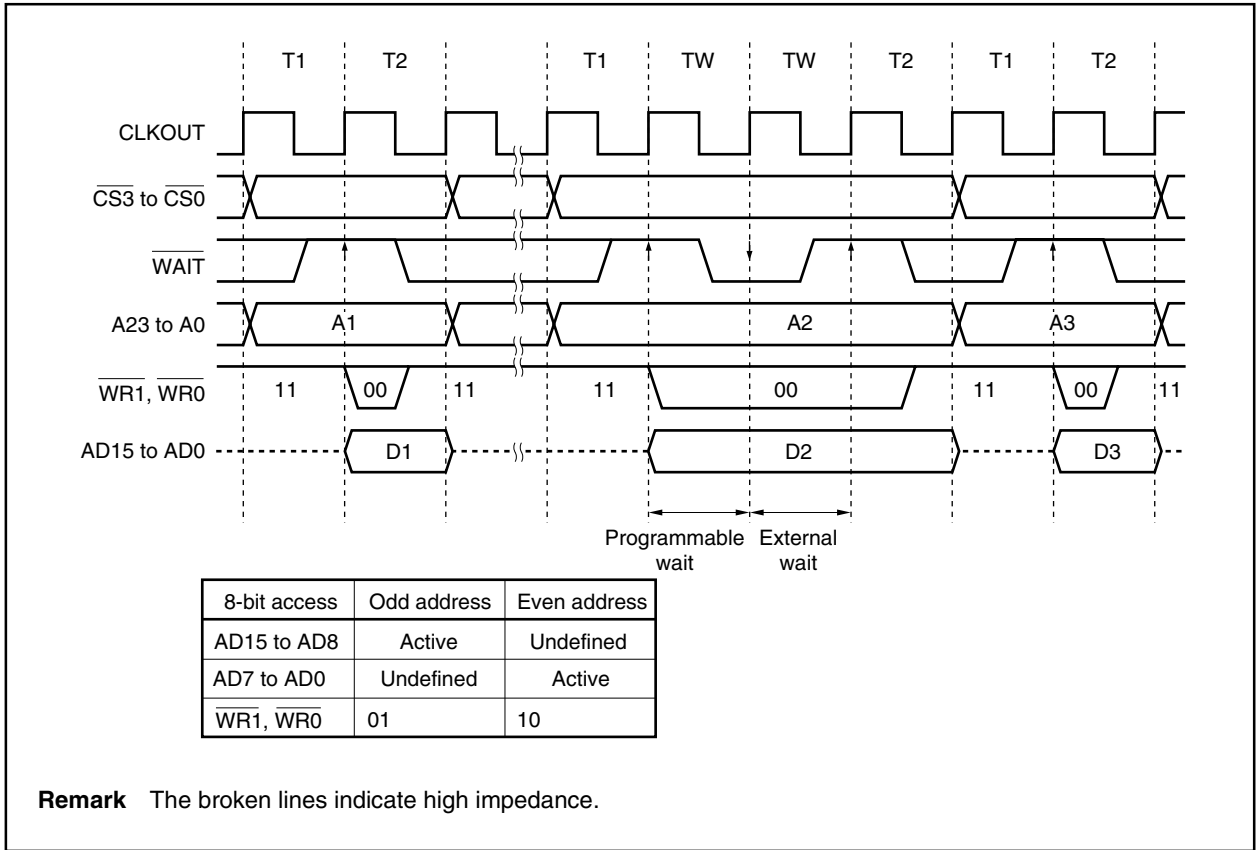 T1 T2 T1 TW TW T2 T1 T2
CLKOUT
CS3 to CS0
WAIT
A23 to A0 A1 A2 A3
WR1, WR0 11 00 11 11 00 11 00 11
AD15 to AD0 D1 D2 D3
Programmable wait
External wait
8-bit access Odd address Even address
AD15 to AD8 Active Undefined
AD7 to AD0 Undefined Active
WR1, WR0 01 10
Remark The broken lines indicate high impedance.